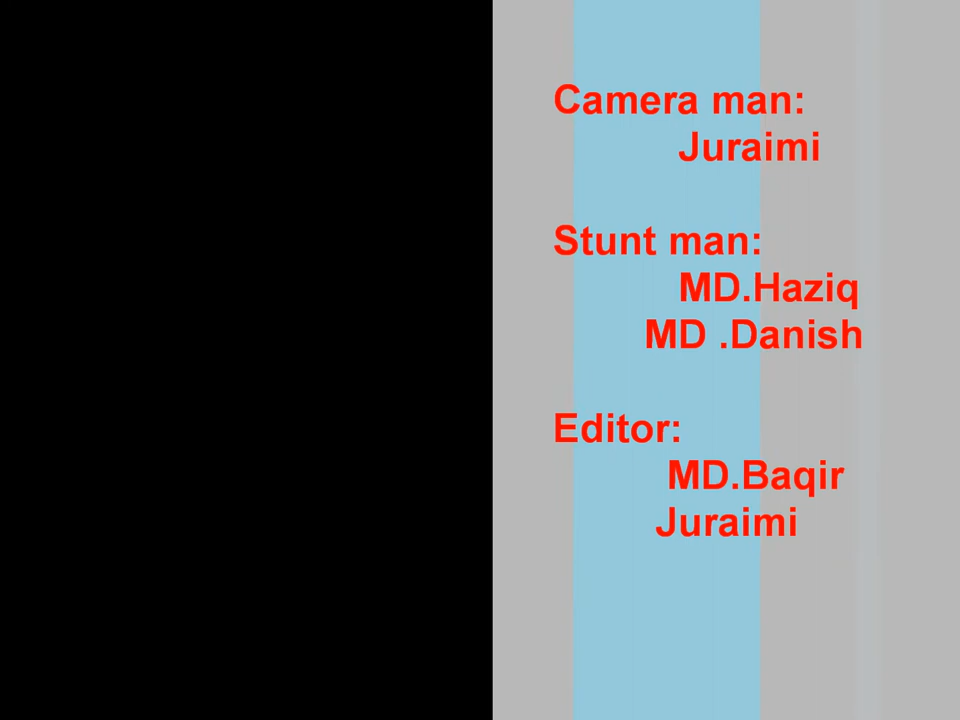 Camera man:
Juraimi
Stunt man:
MD.Haziq
MD .Danish
Editor:
MD.Baqir
Juraimi